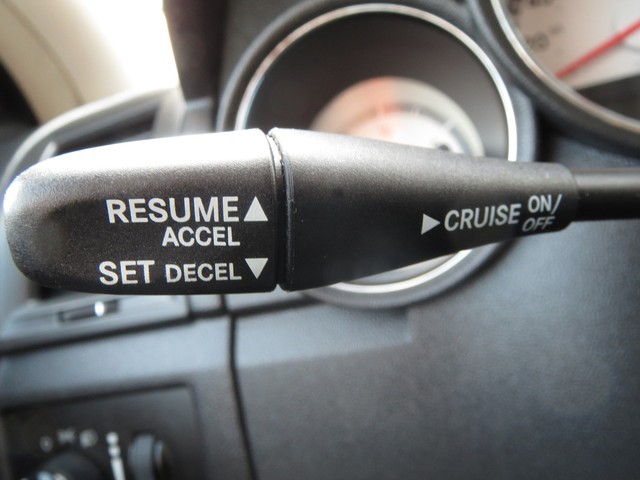 RESUME▲
ACCEL
SET DECEL▼
▶CRUISE ON/
OFF